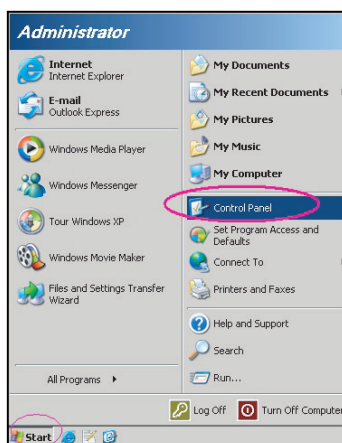 Administrator
Internet
Internet Explorer
E-mail
Outlook Express
Windows Media Player
Windows Messenger
Tour Windows XP
Windows Movie Maker
Files and Settings Transfer
Wizard
All Programs
My Documents
My Recent Documents
My Pictures
My Music
My Computer
Control Panel
Set Program Access and
Defaults
Connect To
Printers and Faxes
Help and Support
Search
Run...
Log Off
Turn Off Computer
Start